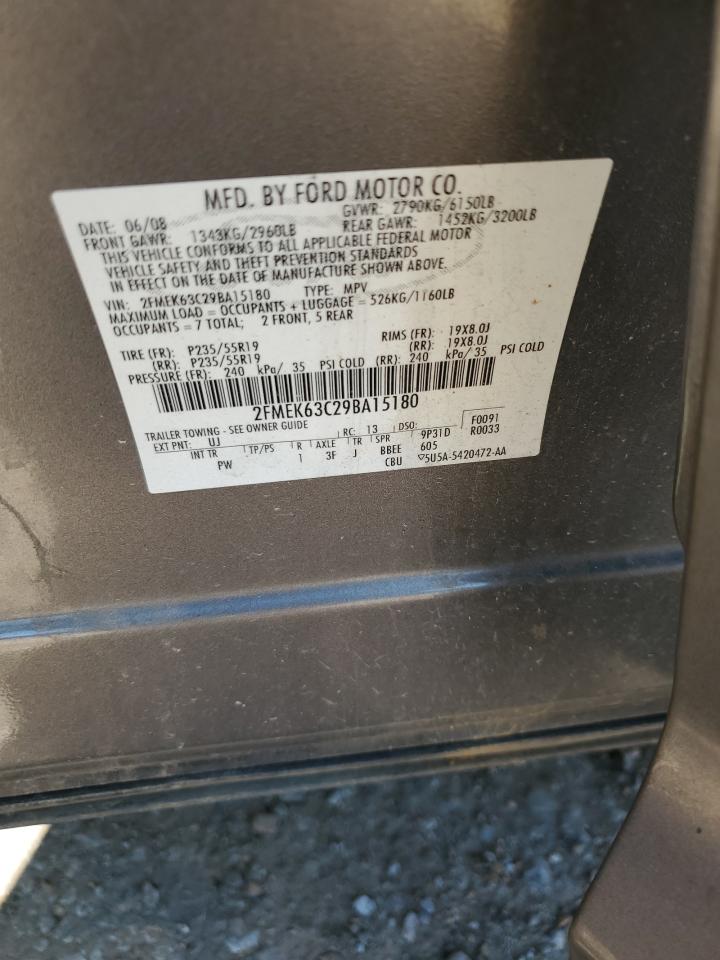 MFD. BY FORD MOTOR CO.
DATE: 06/08 GVWR: 2790KG/6150LB
FRONT GAWR: 1343KG/2960LB REAR GAWR: 1452KG/3200LB
THIS VEHICLE CONFORMS TO ALL APPLICABLE FEDERAL MOTOR
VEHICLE SAFETY AND THEFT PREVENTION STANDARDS
IN EFFECT ON THE DATE OF MANUFACTURE SHOWN ABOVE.
VIN: 2FMEK63C29BA15180 TYPE: MPV
MAXIMUM LOAD = OCCUPANTS + LUGGAGE = 526KG/1160LB
OCCUPANTS = 7 TOTAL; 2 FRONT, 5 REAR
TIRE (FR): P235/55R19 RIMS (FR): 19X8.0J
(RR): P235/55R19 (RR): 19X8.0J
PRESSURE (FR): 240 kPa/ 35 PSI COLD (RR): 240 kPa/ 35 PSI COLD
2FMEK63C29BA15180
TRAILER TOWING - SEE OWNER GUIDE RC: 13 DSO: F0091
EXT PNT: UJ 9P31D R0033
INT TR TP/PS R AXLE TR SPR 605
PW 1 3F J BBEE
CBU ▽5U5A-5420472-AA